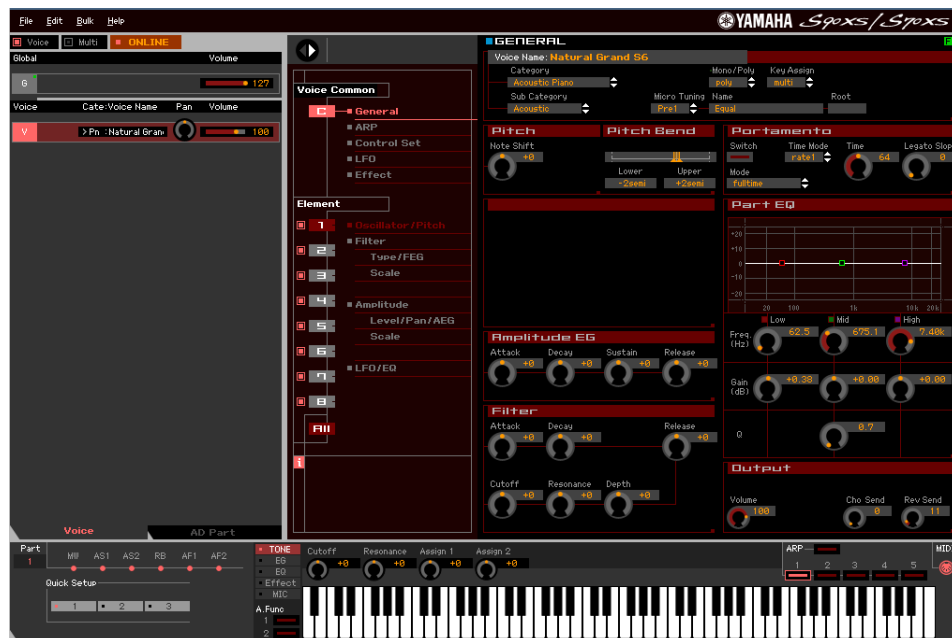 File Edit Bulk Help
YAMAHA S90XS/S70XS
Voice Multi ONLINE
Global Volume
G 127
Voice Cate:Voice Name Pan Volume
V >Pn :Natural Gran 100
Voice AD Part
Voice Common
C General
ARP
Control Set
LFO
Effect
Element
1 Oscillator/Pitch
2 Filter
Type/FEG
3 Scale
4 Amplitude
5 Level/Pan/AEG
Scale
6
7 LFO/EQ
8
All
i
GENERAL
Voice Name: Natural Grand S6
Category Mono/Poly Key Assign
Acoustic Piano poly multi
Sub Category Micro Tuning Name Root
Acoustic Pre1 Equal
Pitch
Note Shift
+0
Pitch Bend
Lower Upper
-2semi +2semi
Portamento
Switch Time Mode Time Legato Slop
rate1 64 0
Mode
fulltime
Part EQ
+20
+10
0
-10
-20
20 100 1k 10k 20k
Low Mid High
Freq. (Hz) 62.5 675.1 7.40k
Gain (dB) +0.38 +0.00 +0.00
Q 0.7
Amplitude EG
Attack Decay Sustain Release
+0 +0 +0 +0
Filter
Attack Decay Release
+0 +0 +0
Cutoff Resonance Depth
+0 +0 +0
Output
Volume Cho Send Rev Send
100 0 11
Part
1
MW AS1 AS2 RB AF1 AF2
Quick Setup
1 2 3
TONE
EG
EQ
Effect
MIC
A.Func
1
2
Cutoff Resonance Assign 1 Assign 2
+0 +0 +0 +0
ARP
1 2 3 4 5
MID